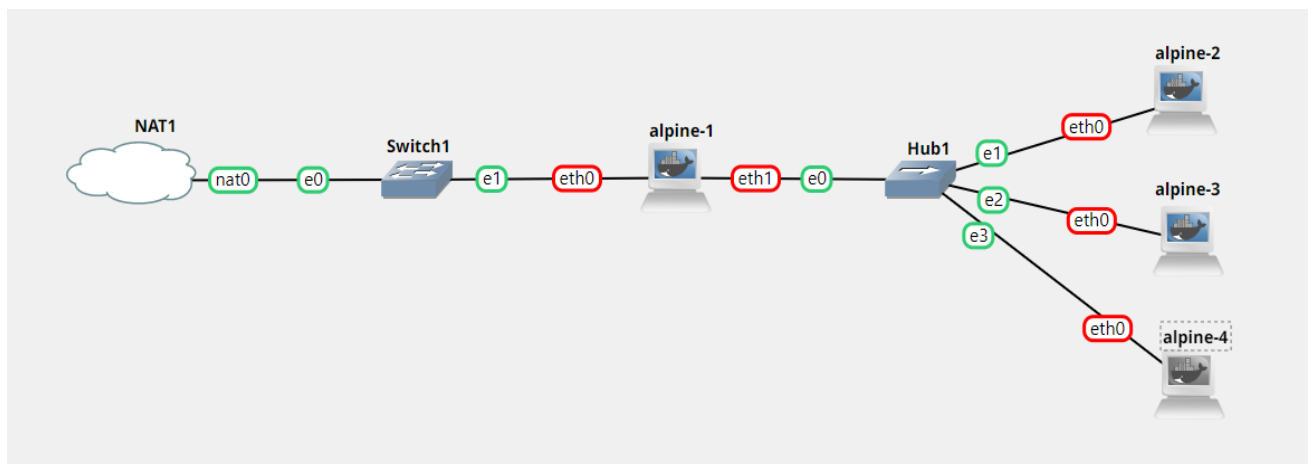 NAT1
nat0
e0
Switch1
e1
eth0
alpine-1
eth1
e0
Hub1
e1
eth0
alpine-2
e2
eth0
alpine-3
e3
eth0
alpine-4